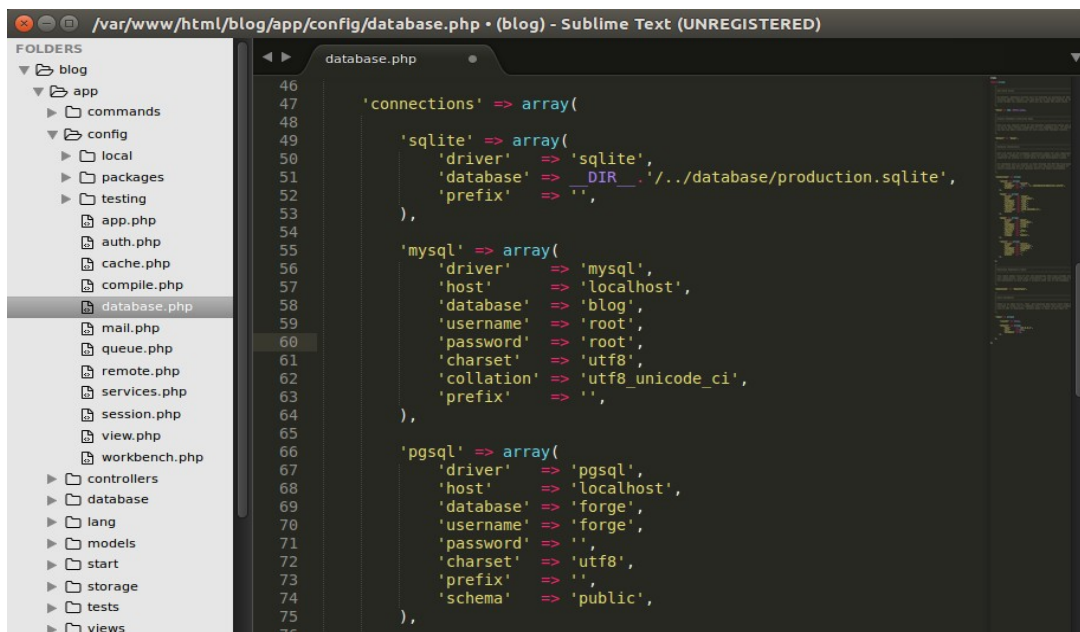 /var/www/html/blog/app/config/database.php • (blog) - Sublime Text (UNREGISTERED)
FOLDERS
blog
app
commands
config
local
packages
testing
app.php
auth.php
cache.php
compile.php
database.php
mail.php
queue.php
remote.php
services.php
session.php
view.php
workbench.php
controllers
database
lang
models
start
storage
tests
views
database.php
46
47 'connections' => array(
48
49 'sqlite' => array(
50 'driver' => 'sqlite',
51 'database' => __DIR__.'/../database/production.sqlite',
52 'prefix' => '',
53 ),
54
55 'mysql' => array(
56 'driver' => 'mysql',
57 'host' => 'localhost',
58 'database' => 'blog',
59 'username' => 'root',
60 'password' => 'root',
61 'charset' => 'utf8',
62 'collation' => 'utf8_unicode_ci',
63 'prefix' => '',
64 ),
65
66 'pgsql' => array(
67 'driver' => 'pgsql',
68 'host' => 'localhost',
69 'database' => 'forge',
70 'username' => 'forge',
71 'password' => '',
72 'charset' => 'utf8',
73 'prefix' => '',
74 'schema' => 'public',
75 ),